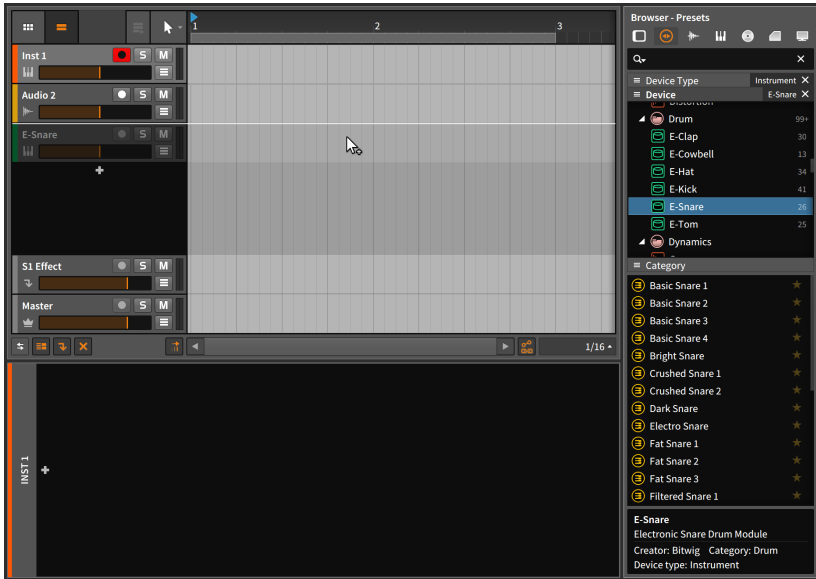 1 2 3
Inst 1 S M
Audio 2 S M
E-Snare S M
S1 Effect S M
Master S M
1/16
INST 1
Browser - Presets
Device Type Instrument X
Device E-Snare X
Distortion
Drum 99+
E-Clap 30
E-Cowbell 13
E-Hat 34
E-Kick 41
E-Snare 26
E-Tom 25
Dynamics
Category
Basic Snare 1
Basic Snare 2
Basic Snare 3
Basic Snare 4
Bright Snare
Crushed Snare 1
Crushed Snare 2
Dark Snare
Electro Snare
Fat Snare 1
Fat Snare 2
Fat Snare 3
Filtered Snare 1
E-Snare
Electronic Snare Drum Module
Creator: Bitwig Category: Drum
Device type: Instrument